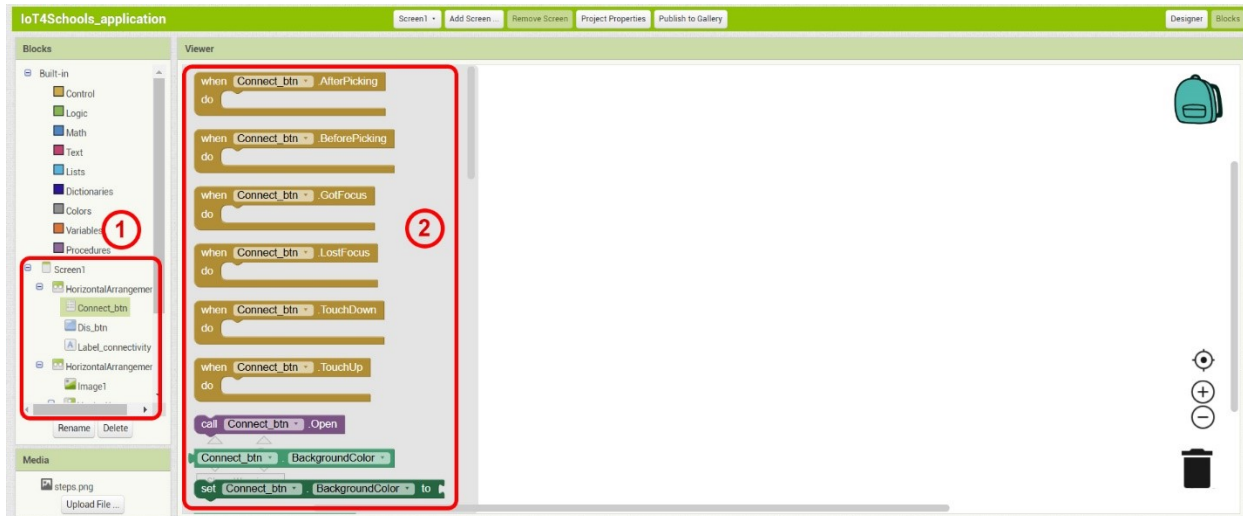 IoT4Schools_application
Screen1
Add Screen ...
Remove Screen
Project Properties
Publish to Gallery
Designer
Blocks
Blocks
Built-in
Control
Logic
Math
Text
Lists
Dictionaries
Colors
Variables
Procedures
1
Screen1
HorizontalArrangemer
Connect_btn
Dis_btn
Label_connectivity
HorizontalArrangemer
Image1
Rename
Delete
Media
steps.png
Upload File ...
Viewer
when Connect_btn .AfterPicking
do
when Connect_btn .BeforePicking
do
when Connect_btn .GotFocus
do
2
when Connect_btn .LostFocus
do
when Connect_btn .TouchDown
do
when Connect_btn .TouchUp
do
call Connect_btn .Open
Connect_btn . BackgroundColor
set Connect_btn . BackgroundColor to